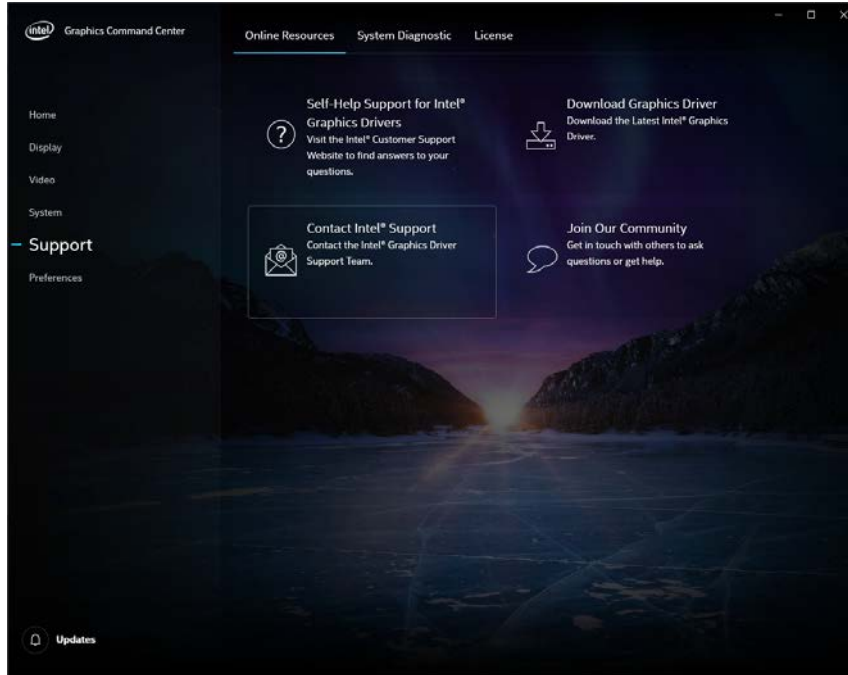 intel
Graphics Command Center
Online Resources
System Diagnostic
License
Home
Display
Video
System
Support
Preferences
Self-Help Support for Intel®
Graphics Drivers
Visit the Intel® Customer Support
Website to find answers to your
questions.
Download Graphics Driver
Download the Latest Intel® Graphics
Driver.
Contact Intel® Support
Contact the Intel® Graphics Driver
Support Team.
Join Our Community
Get in touch with others to ask
questions or get help.
Updates